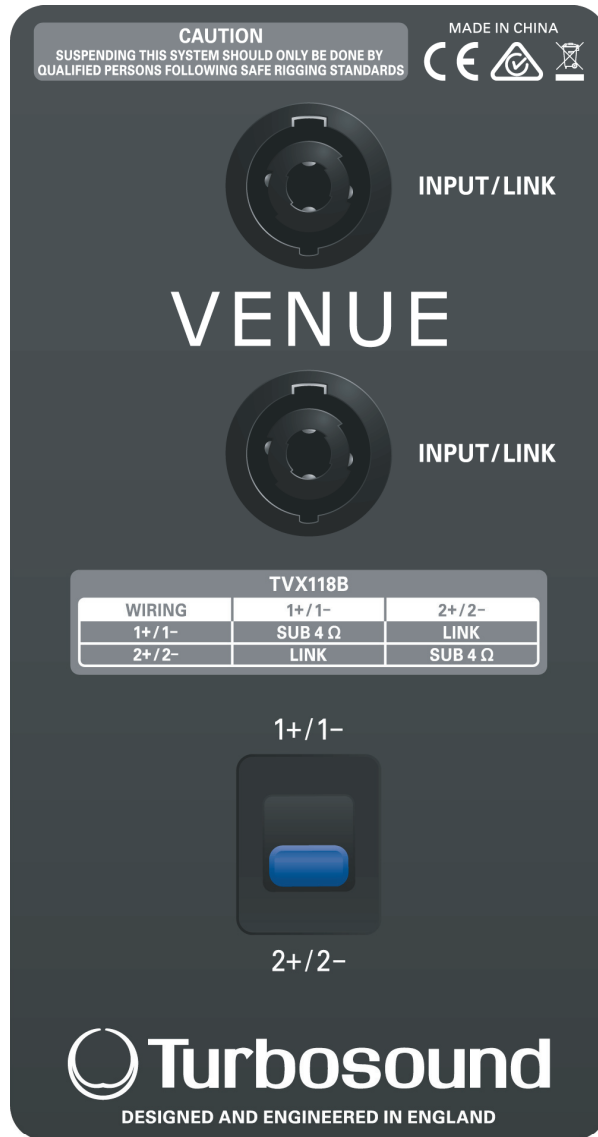 CAUTION
SUSPENDING THIS SYSTEM SHOULD ONLY BE DONE BY
QUALIFIED PERSONS FOLLOWING SAFE RIGGING STANDARDS
MADE IN CHINA
CE
INPUT/LINK
VENUE
INPUT/LINK
TVX118B
WIRING 1+/1− 2+/2−
1+/1− SUB 4 Ω LINK
2+/2− LINK SUB 4 Ω
1+/1−
2+/2−
Turbosound
DESIGNED AND ENGINEERED IN ENGLAND